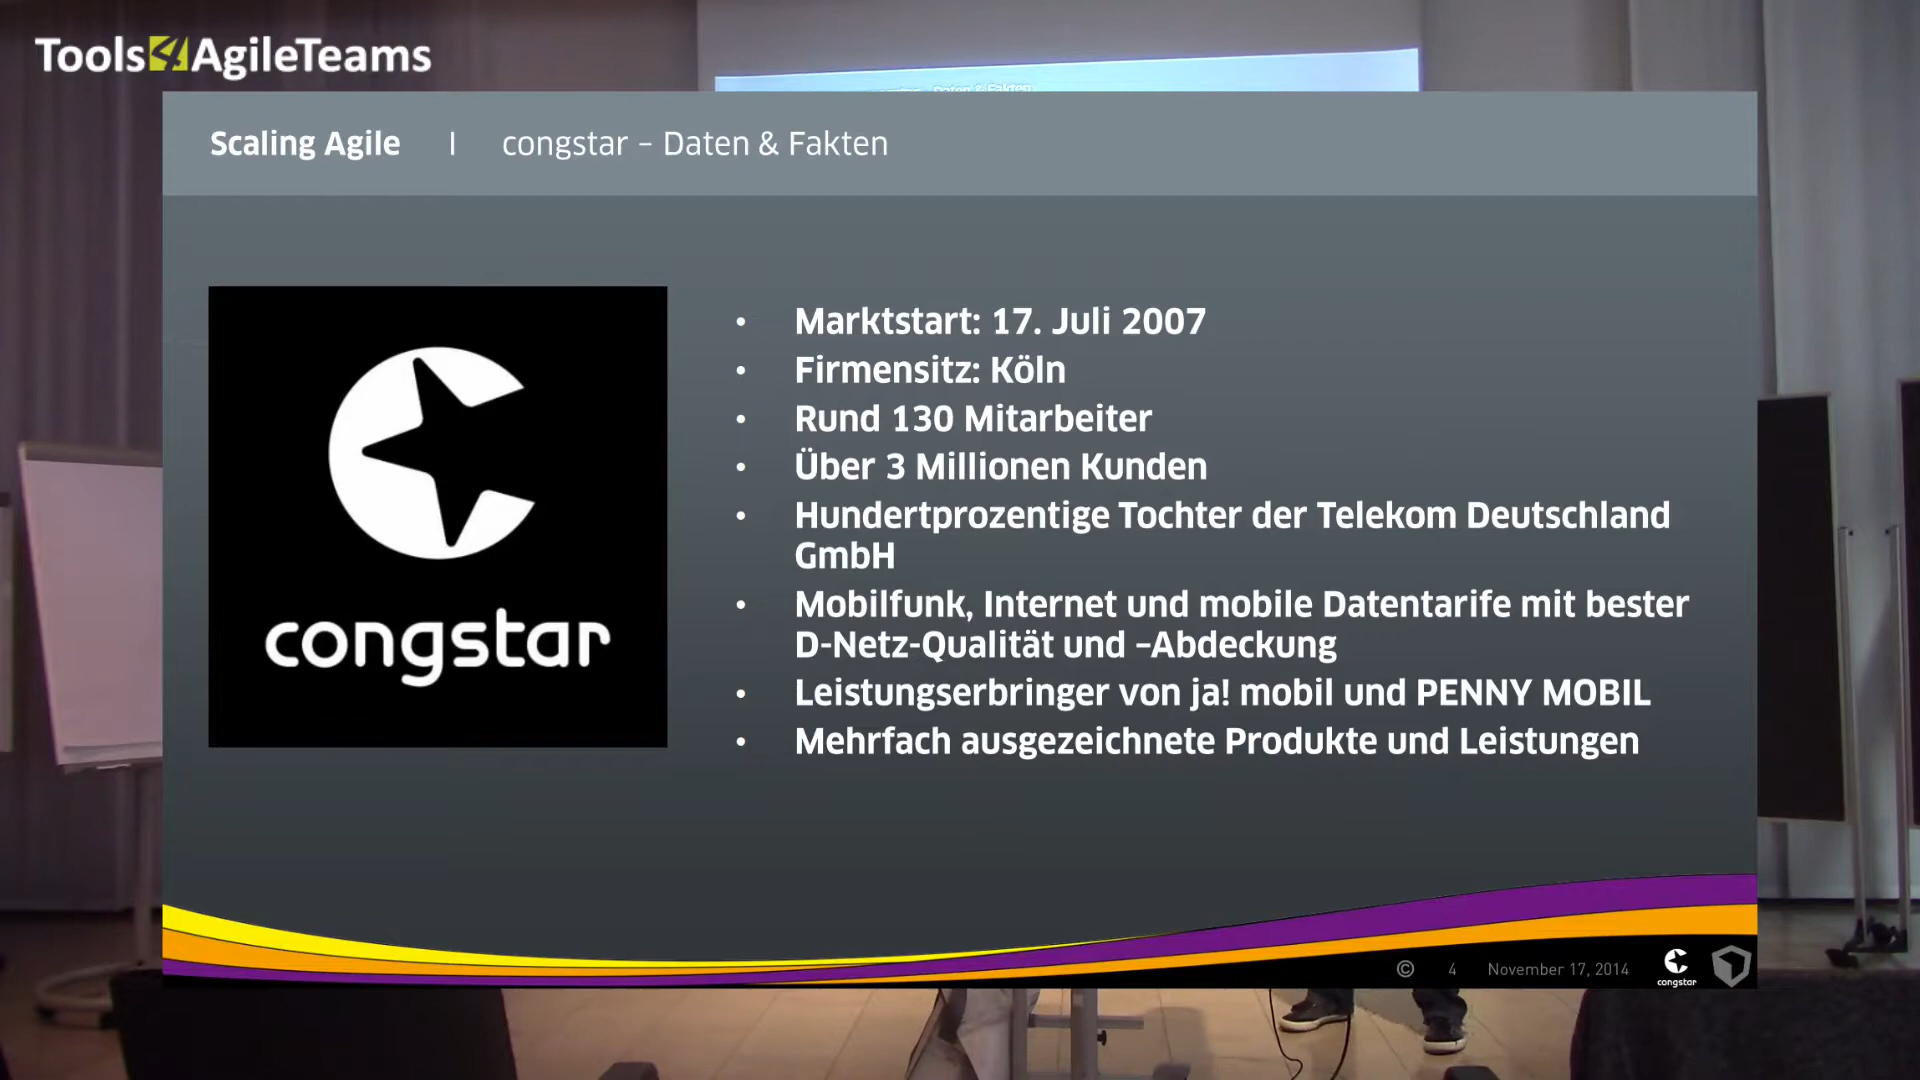 Tools4AgileTeams
Scaling Agile | congstar – Daten & Fakten
congstar
• Marktstart: 17. Juli 2007
• Firmensitz: Köln
• Rund 130 Mitarbeiter
• Über 3 Millionen Kunden
• Hundertprozentige Tochter der Telekom Deutschland
GmbH
• Mobilfunk, Internet und mobile Datentarife mit bester
D-Netz-Qualität und –Abdeckung
• Leistungserbringer von ja! mobil und PENNY MOBIL
• Mehrfach ausgezeichnete Produkte und Leistungen
© 4 November 17, 2014
congstar